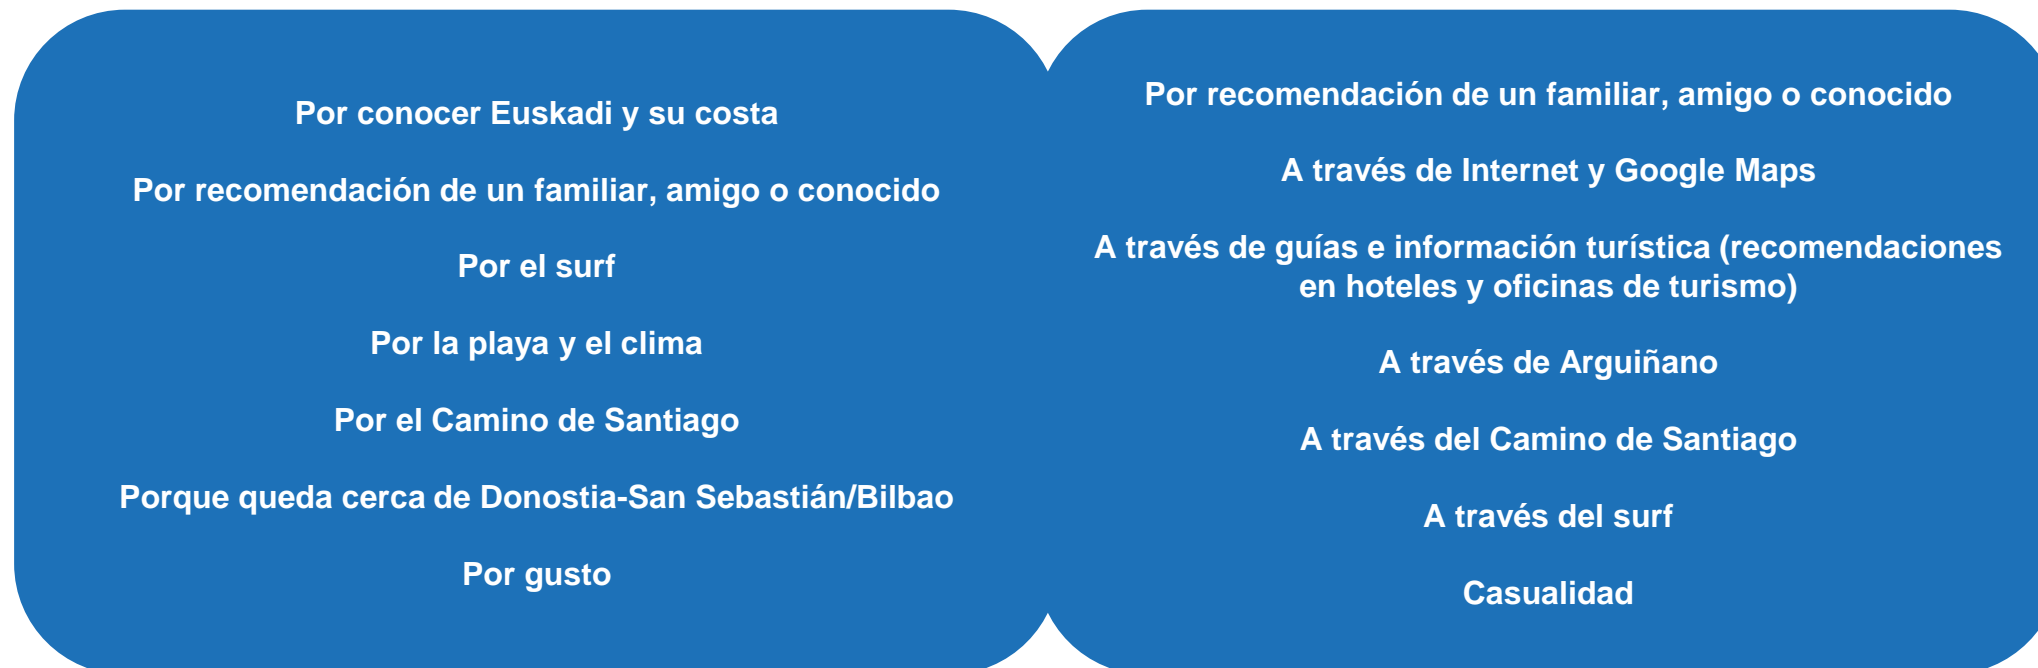 Por conocer Euskadi y su costa
Por recomendación de un familiar, amigo o conocido
Por el surf
Por la playa y el clima
Por el Camino de Santiago
Porque queda cerca de Donostia-San Sebastián/Bilbao
Por gusto
Por recomendación de un familiar, amigo o conocido
A través de Internet y Google Maps
A través de guías e información turística (recomendaciones
en hoteles y oficinas de turismo)
A través de Arguiñano
A través del Camino de Santiago
A través del surf
Casualidad